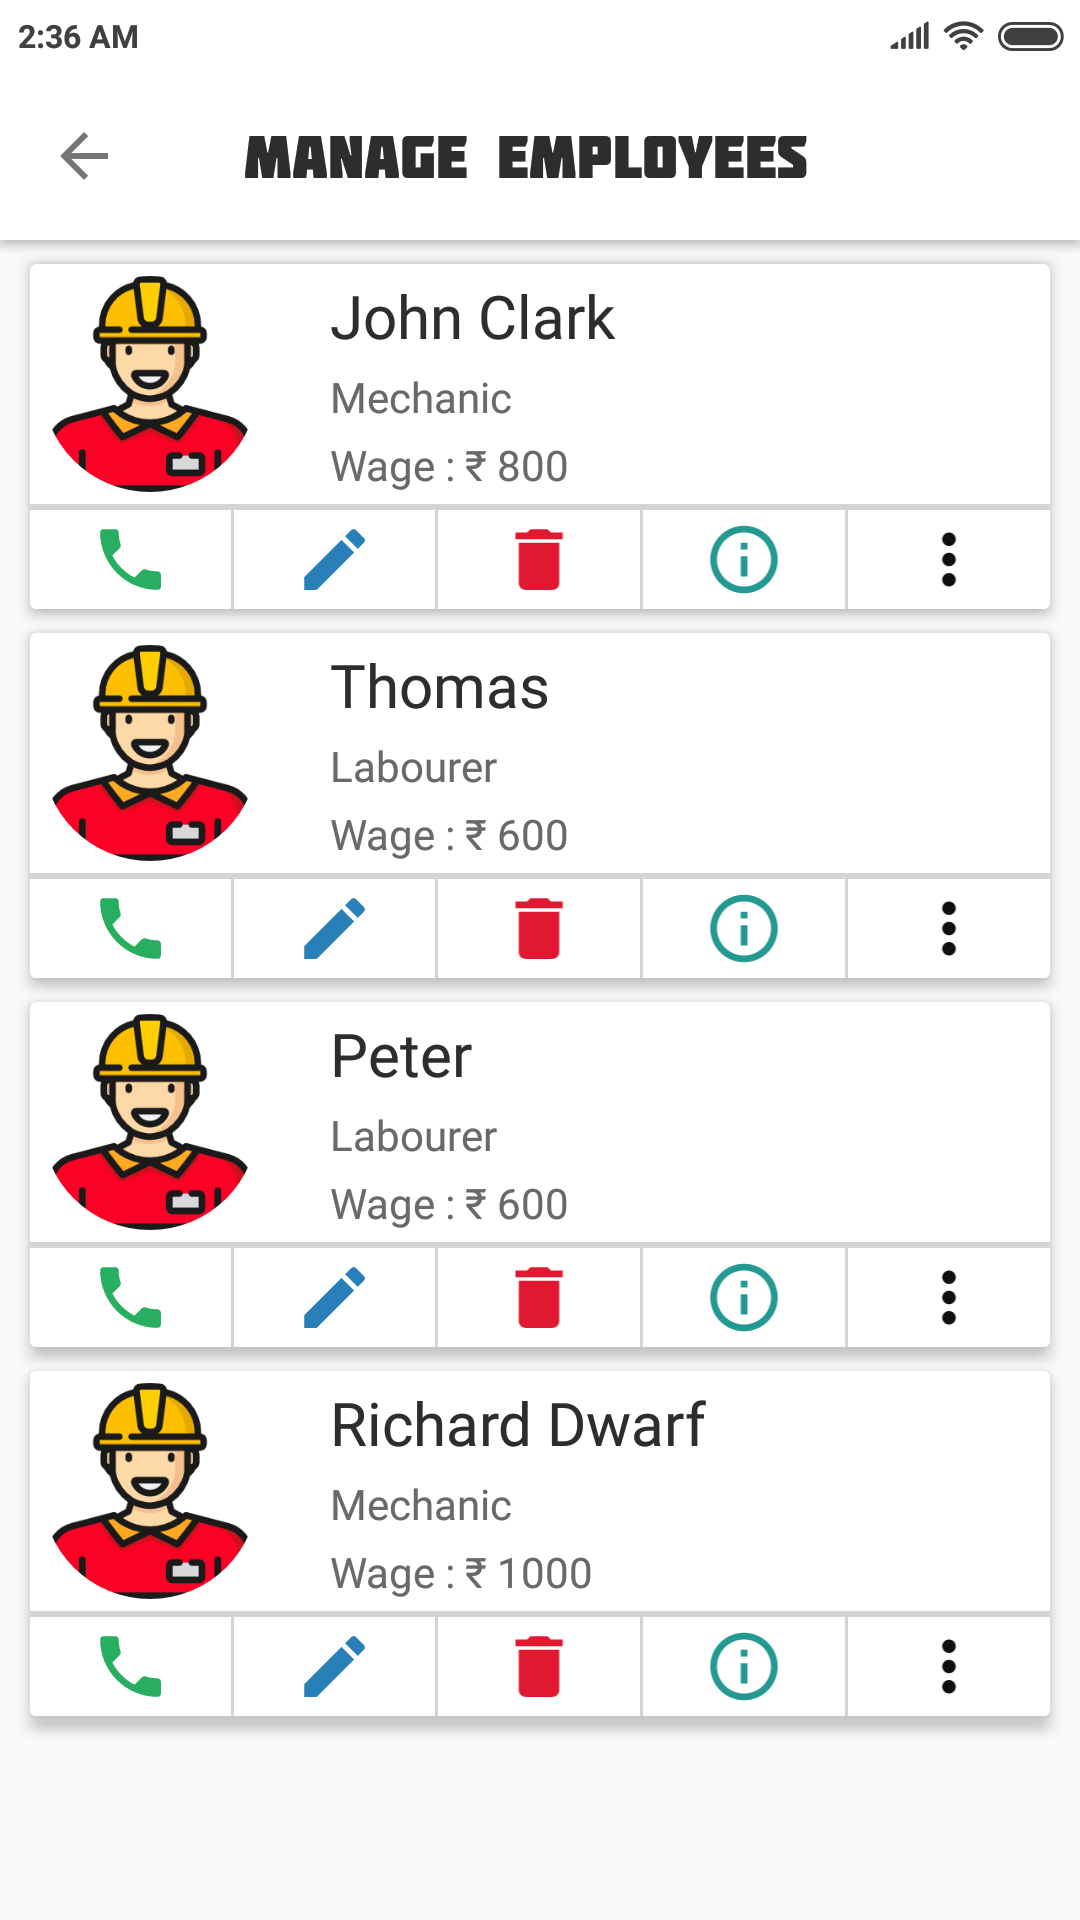 2:36 AM
MANAGE EMPLOYEES
John Clark
Mechanic
Wage : ₹ 800
Thomas
Labourer
Wage : ₹ 600
Peter
Labourer
Wage : ₹ 600
Richard Dwarf
Mechanic
Wage : ₹ 1000